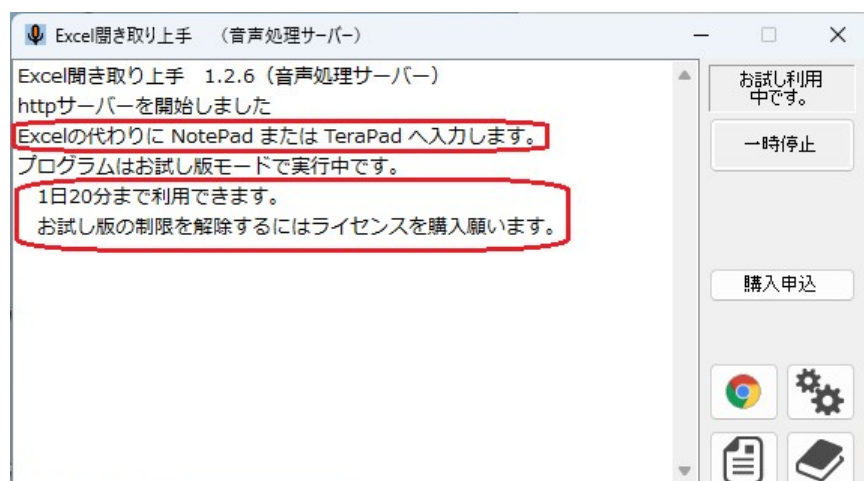 Excel聞き取り上手　（音声処理サーバー）
Excel聞き取り上手　1.2.6（音声処理サーバー）
httpサーバーを開始しました
Excelの代わりに NotePad または TeraPad へ入力します。
プログラムはお試し版モードで実行中です。
1日20分まで利用できます。
お試し版の制限を解除するにはライセンスを購入願います。
お試し利用
中です。
一時停止
購入申込